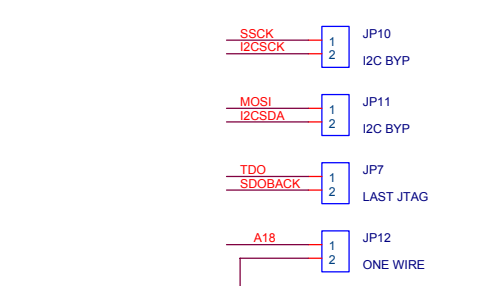 SSCK
1
JP10
I2CSCK
2
I2C BYP
MOSI
1
JP11
I2CSDA
2
I2C BYP
TDO
1
JP7
SDOBACK
2
LAST JTAG
A18
1
JP12
2
ONE WIRE